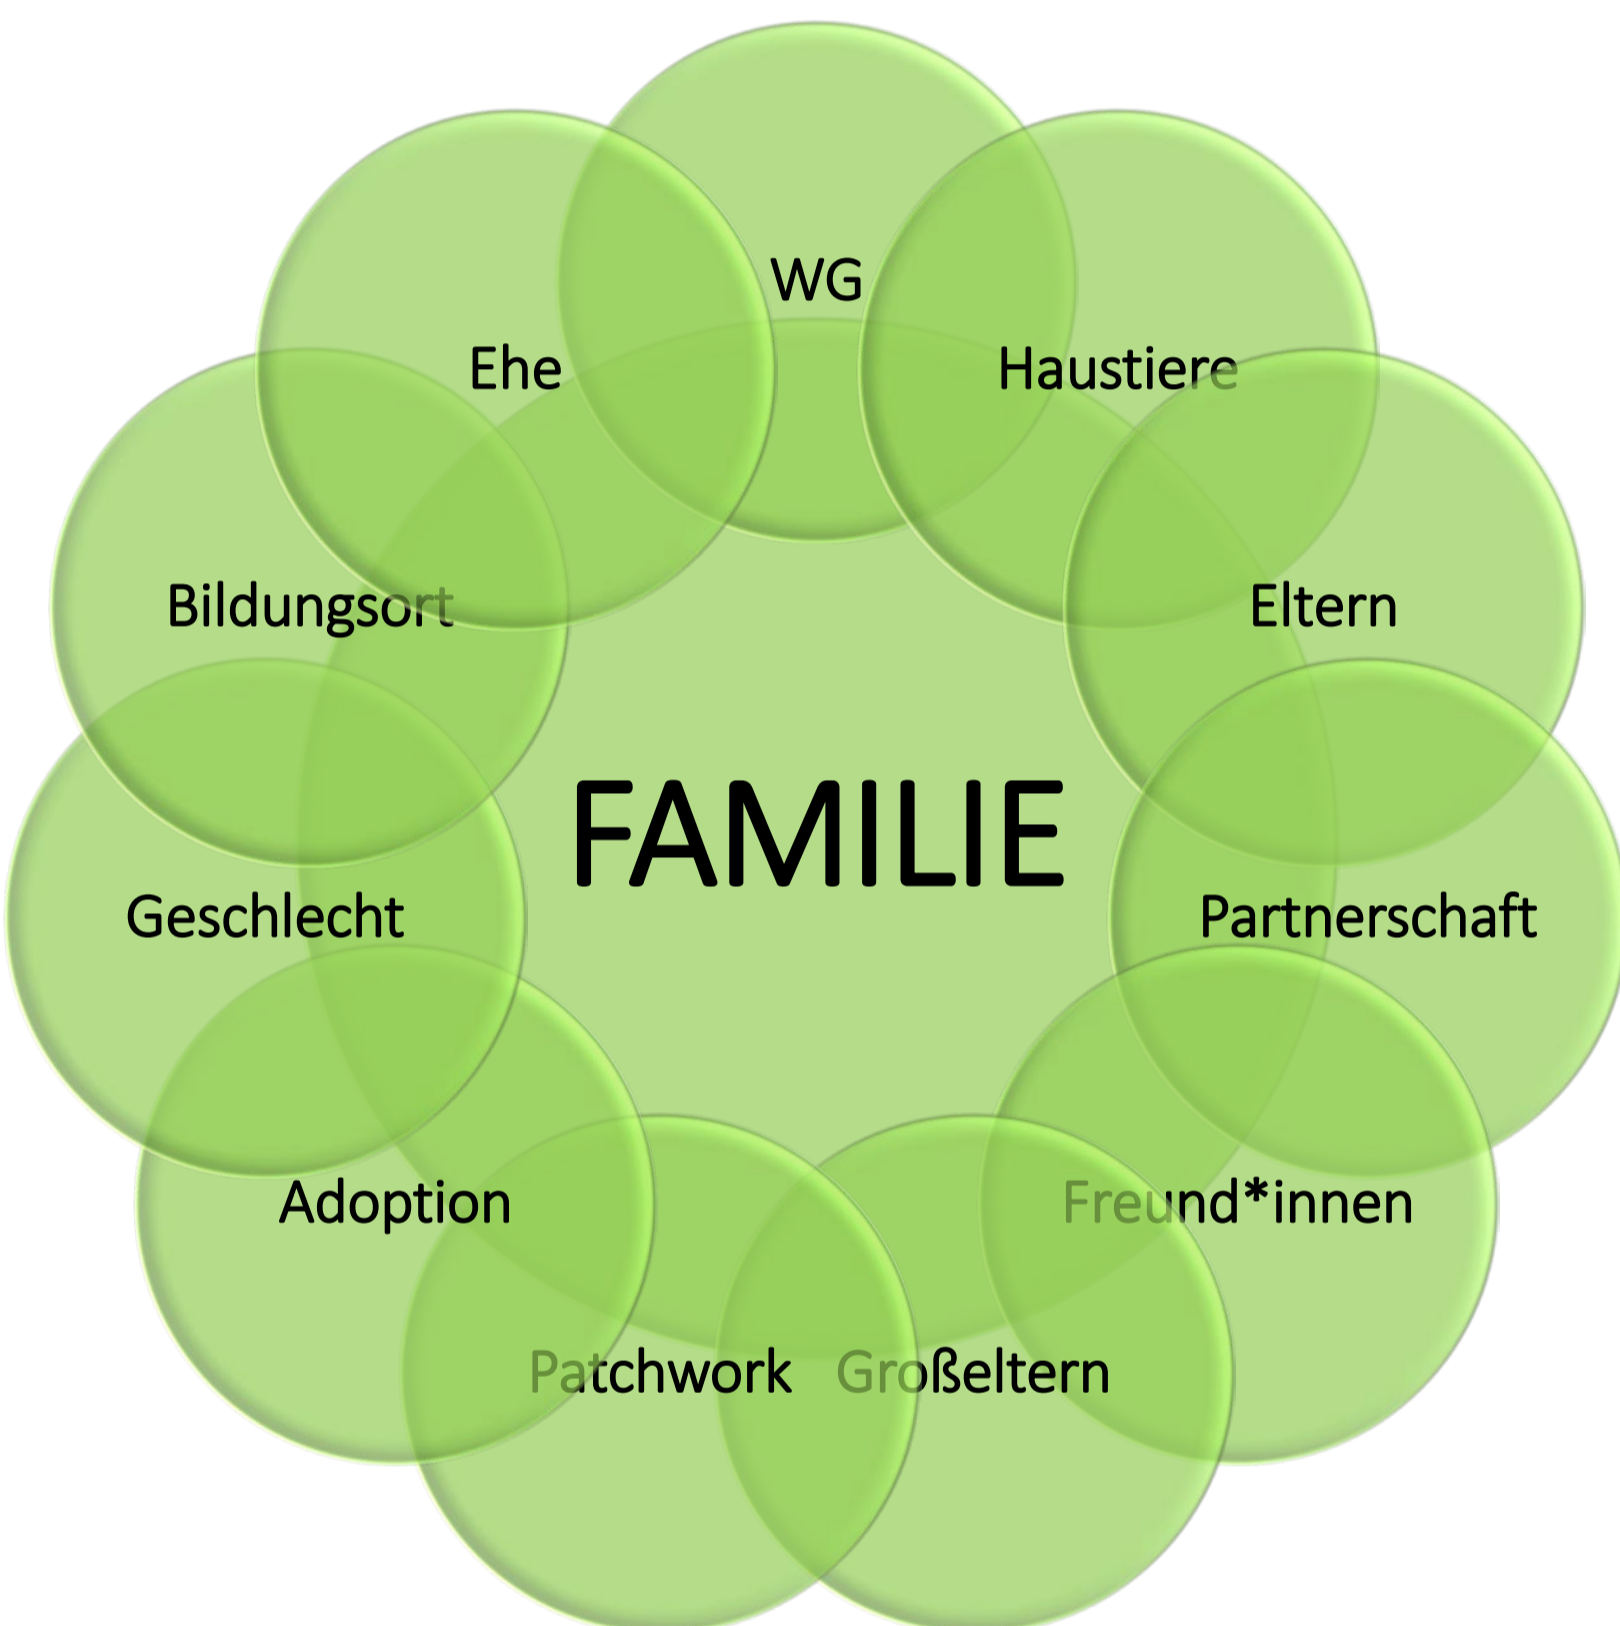 WG
Ehe
Haustiere
Bildungsort
Eltern
FAMILIE
Geschlecht
Partnerschaft
Adoption
Freund*innen
Patchwork
Großeltern